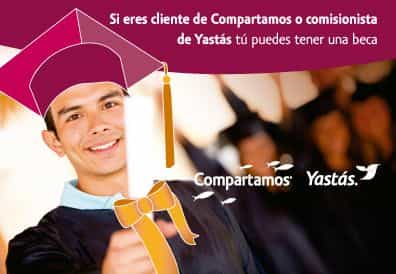 Si eres cliente de Compartamos o comisionista
de Yastás tú puedes tener una beca
Compartamos Yastás.